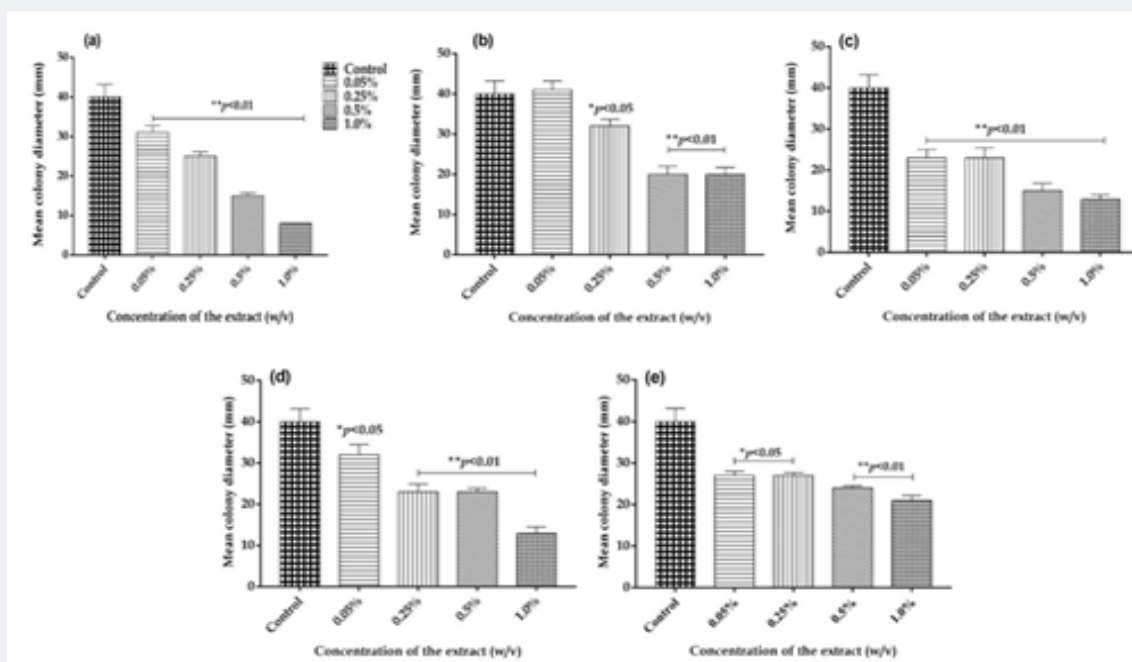 (a)
Mean colony diameter (mm)
50
40
30
20
10
0
**p<0.01
Control
0.05%
0.25%
0.5%
1.0%
Control
0.05%
0.25%
0.5%
1.0%
Concentration of the extract (w/v)
(b)
Mean colony diameter (mm)
50
40
30
20
10
0
*p<0.05
**p<0.01
Control
0.05%
0.25%
0.5%
1.0%
Concentration of the extract (w/v)
(c)
Mean colony diameter (mm)
50
40
30
20
10
0
**p<0.01
Control
0.05%
0.25%
0.5%
1.0%
Concentration of the extract (w/v)
(d)
Mean colony diameter (mm)
50
40
30
20
10
0
*p<0.05
**p<0.01
Control
0.05%
0.25%
0.5%
1.0%
Concentration of the extract (w/v)
(e)
Mean colony diameter (mm)
50
40
30
20
10
0
*p<0.05
**p<0.01
Control
0.05%
0.25%
0.5%
1.0%
Concentration of the extract (w/v)